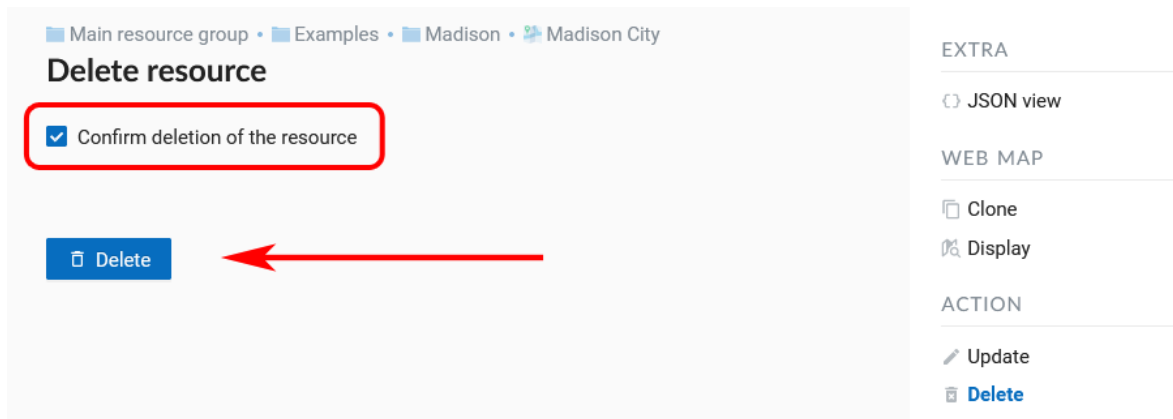 Main resource group • Examples • Madison • Madison City
Delete resource
Confirm deletion of the resource
Delete
EXTRA
JSON view
WEB MAP
Clone
Display
ACTION
Update
Delete